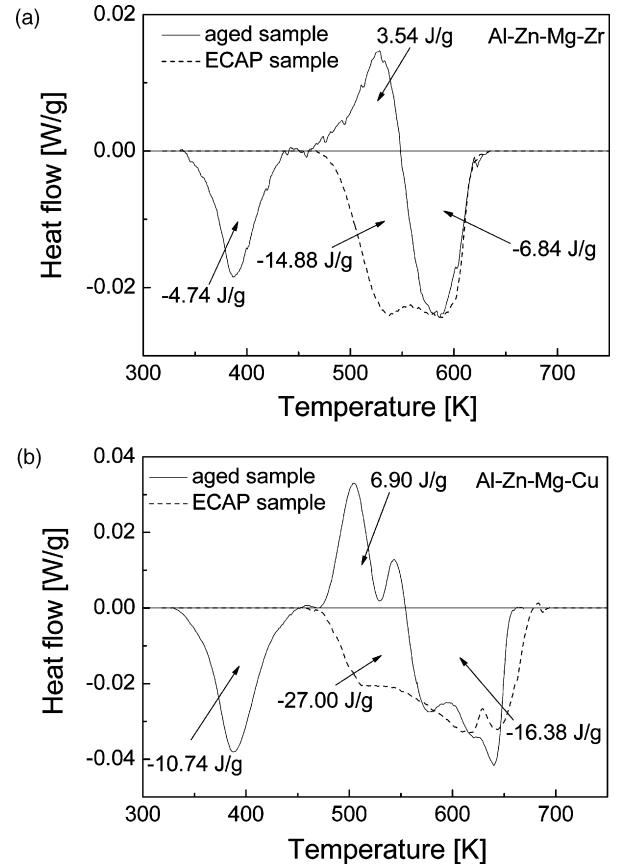 (a)
0.02
aged sample
ECAP sample
3.54 J/g
Al-Zn-Mg-Zr
0.00
Heat flow [W/g]
-14.88 J/g
-6.84 J/g
-4.74 J/g
-0.02
300 400 500 600 700
Temperature [K]
(b)
0.04
aged sample
ECAP sample
6.90 J/g
Al-Zn-Mg-Cu
0.02
0.00
Heat flow [W/g]
-0.02
-27.00 J/g
-16.38 J/g
-10.74 J/g
-0.04
300 400 500 600 700
Temperature [K]